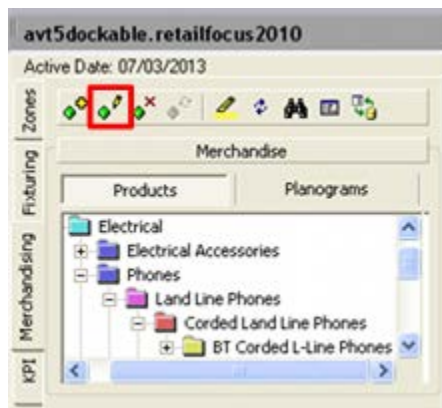 avt5dockable.retailfocus2010
Active Date: 07/03/2013
Zones
Fixturing
Merchandising
KPI
Merchandise
Products
Planograms
Electrical
Electrical Accessories
Phones
Land Line Phones
Corded Land Line Phones
BT Corded L-Line Phones